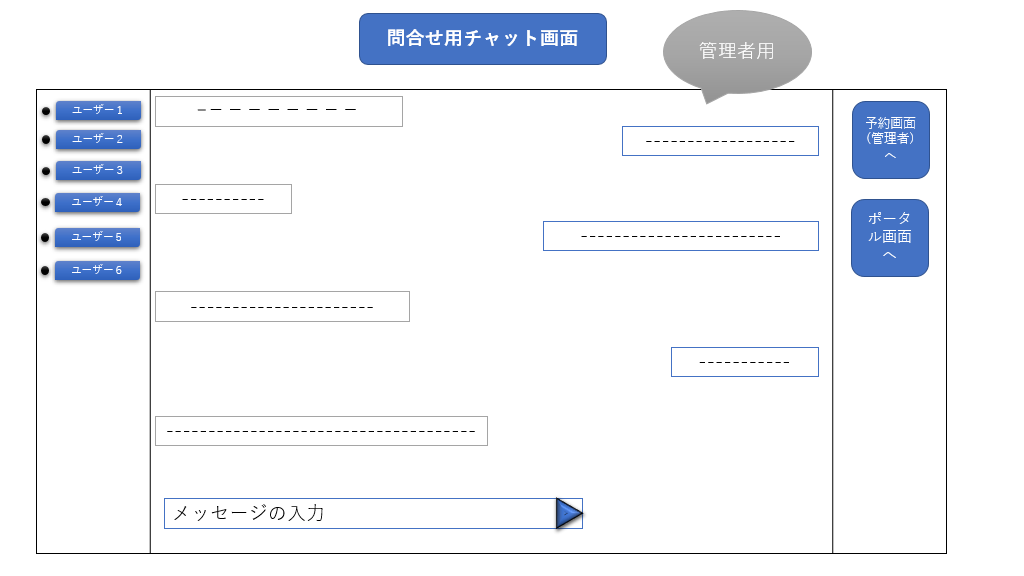 問合せ用チャット画面
管理者用
ユーザー1
ユーザー2
ユーザー3
ユーザー4
ユーザー5
ユーザー6
－－－－－－－－－
------------------
----------
------------------------
----------------------
-----------
-------------------------------------
メッセージの入力
予約画面
（管理者）
へ
ポータ
ル画面
へ